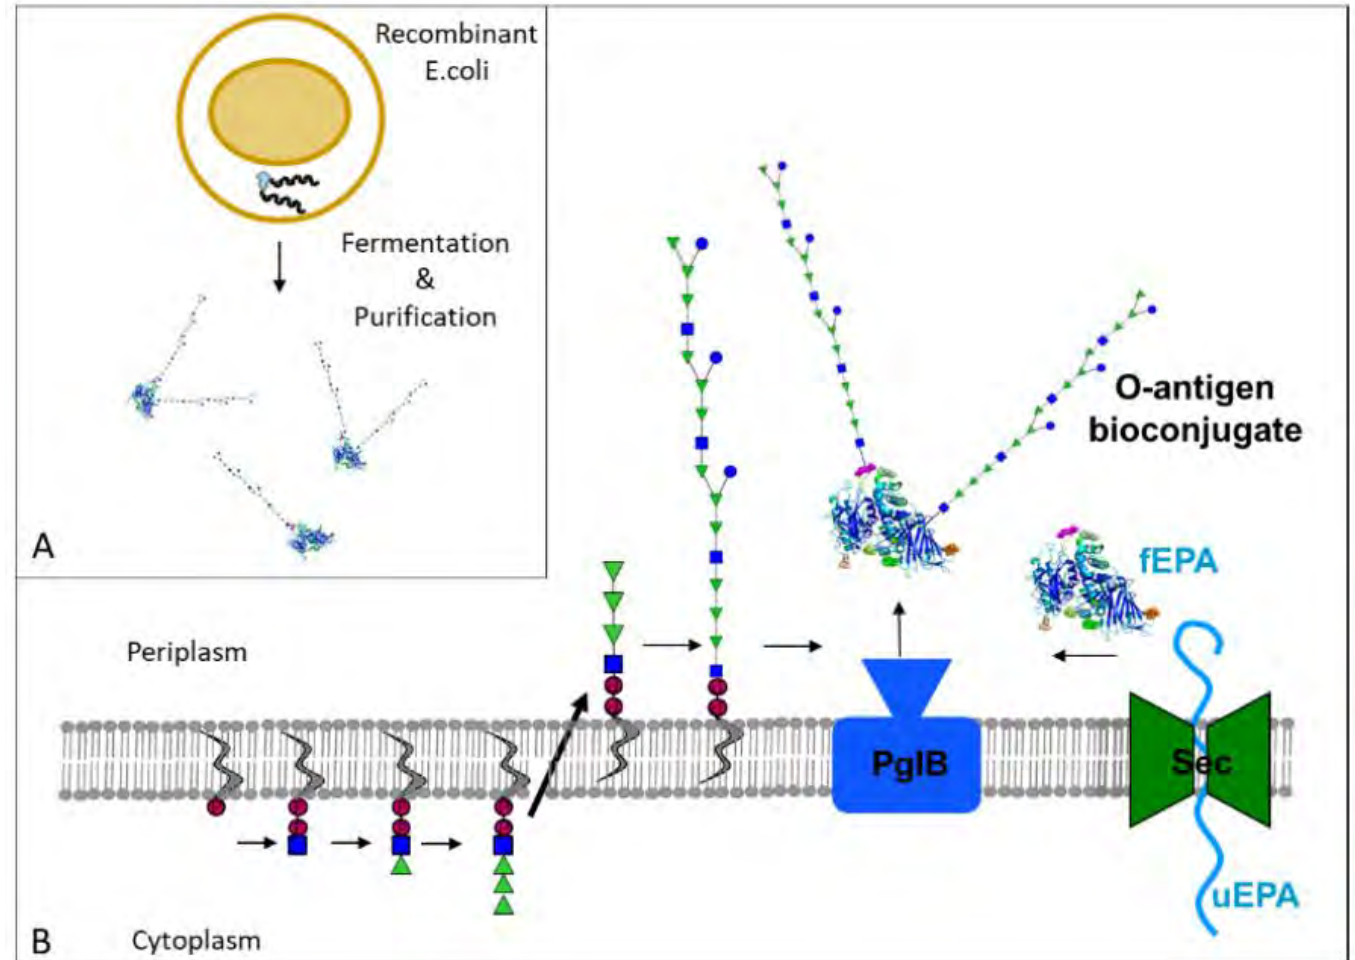 Recombinant
E.coli
Fermentation
&
Purification
A
O-antigen
bioconjugate
fEPA
Periplasm
PglB
Sec
uEPA
B
Cytoplasm